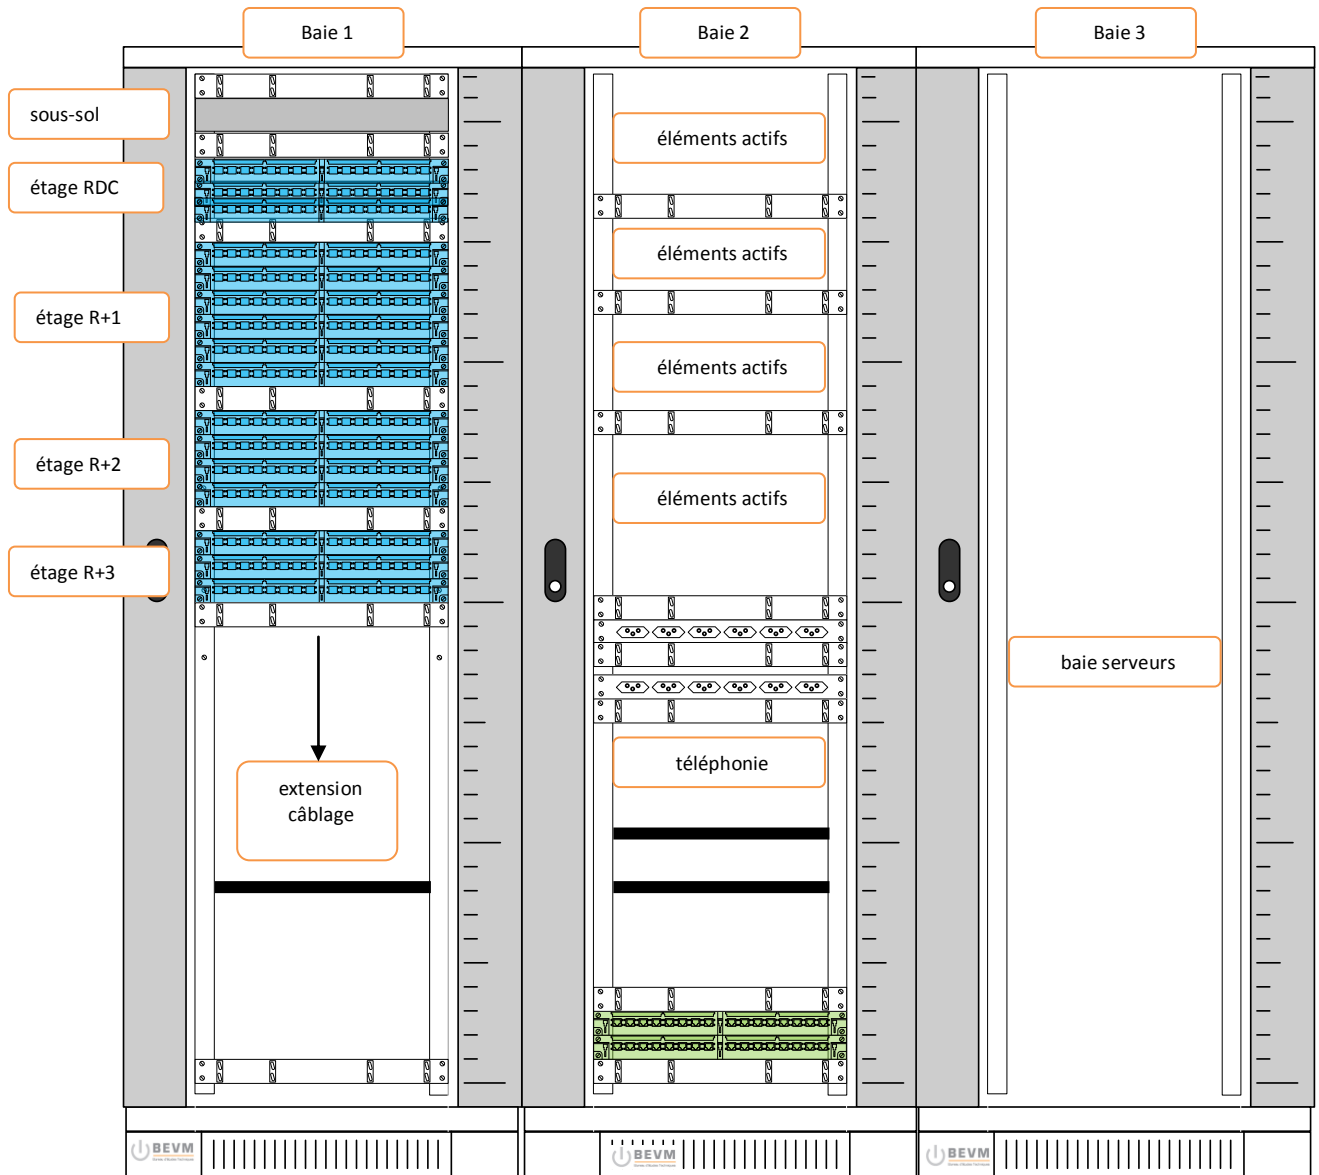 Baie 1
Baie 2
Baie 3
sous-sol
étage RDC
étage R+1
étage R+2
étage R+3
extension
câblage
éléments actifs
éléments actifs
éléments actifs
éléments actifs
téléphonie
baie serveurs
BEVM
BEVM
BEVM